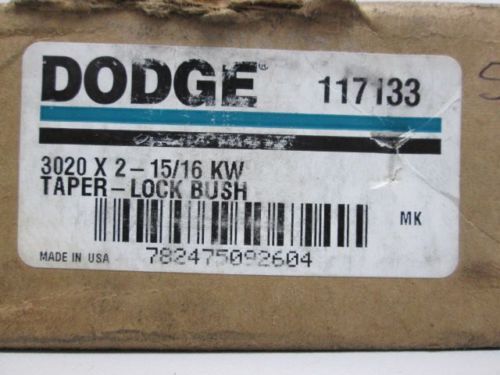 DODGE® 117133
3020 X 2-15/16 KW
TAPER-LOCK BUSH
MK
MADE IN USA
782475092604